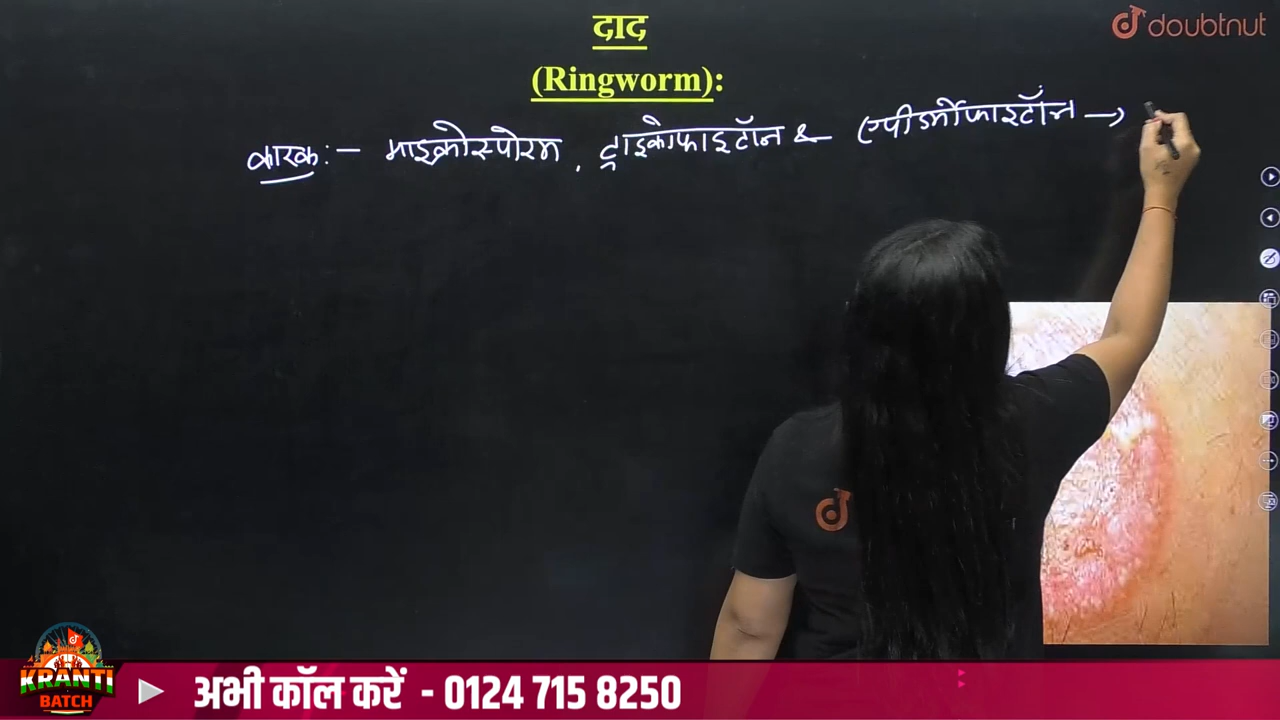 दाद
doubtnut
(Ringworm):
कारक:- माइक्रोस्पोरम, ट्राइकोफाइटॉन & एपीडर्मोफाइटॉन →
KRANTI
BATCH
अभी कॉल करें - 0124 715 8250